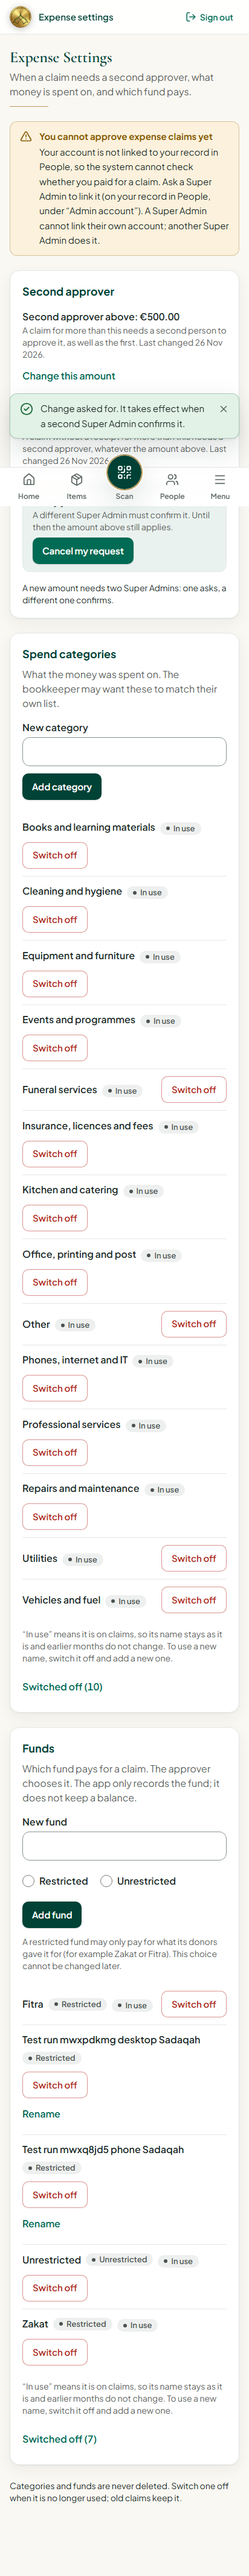 Expense settings
Sign out
Expense Settings
When a claim needs a second approver, what
money is spent on, and which fund pays.
You cannot approve expense claims yet
Your account is not linked to your record in
People, so the system cannot check
whether you paid for a claim. Ask a Super
Admin to link it (on your record in People,
under “Admin account”). A Super Admin
cannot link their own account; another Super
Admin does it.
Second approver
Second approver above: €500.00
A claim for more than this needs a second person to
approve it, as well as the first. Last changed 26 Nov
2026.
Change this amount
Change asked for. It takes effect when
a second Super Admin confirms it.
second approver, whatever the amount above. Last
changed 26 Nov 2026
Home
Items
Scan
People
Menu
A different Super Admin must confirm it. Until
then the amount above still applies.
Cancel my request
A new amount needs two Super Admins: one asks, a
different one confirms.
Spend categories
What the money was spent on. The
bookkeeper may want these to match their
own list.
New category
Add category
Books and learning materials
In use
Switch off
Cleaning and hygiene
In use
Switch off
Equipment and furniture
In use
Switch off
Events and programmes
In use
Switch off
Funeral services
In use
Switch off
Insurance, licences and fees
In use
Switch off
Kitchen and catering
In use
Switch off
Office, printing and post
In use
Switch off
Other
In use
Switch off
Phones, internet and IT
In use
Switch off
Professional services
In use
Switch off
Repairs and maintenance
In use
Switch off
Utilities
In use
Switch off
Vehicles and fuel
In use
Switch off
“In use” means it is on claims, so its name stays as it
is and earlier months do not change. To use a new
name, switch it off and add a new one.
Switched off (10)
Funds
Which fund pays for a claim. The approver
chooses it. The app only records the fund; it
does not keep a balance.
New fund
Restricted
Unrestricted
Add fund
A restricted fund may only pay for what its donors
gave it for (for example Zakat or Fitra). This choice
cannot be changed later.
Fitra
Restricted
In use
Switch off
Test run mwxpdkmg desktop Sadaqah
Restricted
Switch off
Rename
Test run mwxq8jd5 phone Sadaqah
Restricted
Switch off
Rename
Unrestricted
Unrestricted
In use
Switch off
Zakat
Restricted
In use
Switch off
“In use” means it is on claims, so its name stays as it
is and earlier months do not change. To use a new
name, switch it off and add a new one.
Switched off (7)
Categories and funds are never deleted. Switch one off
when it is no longer used; old claims keep it.